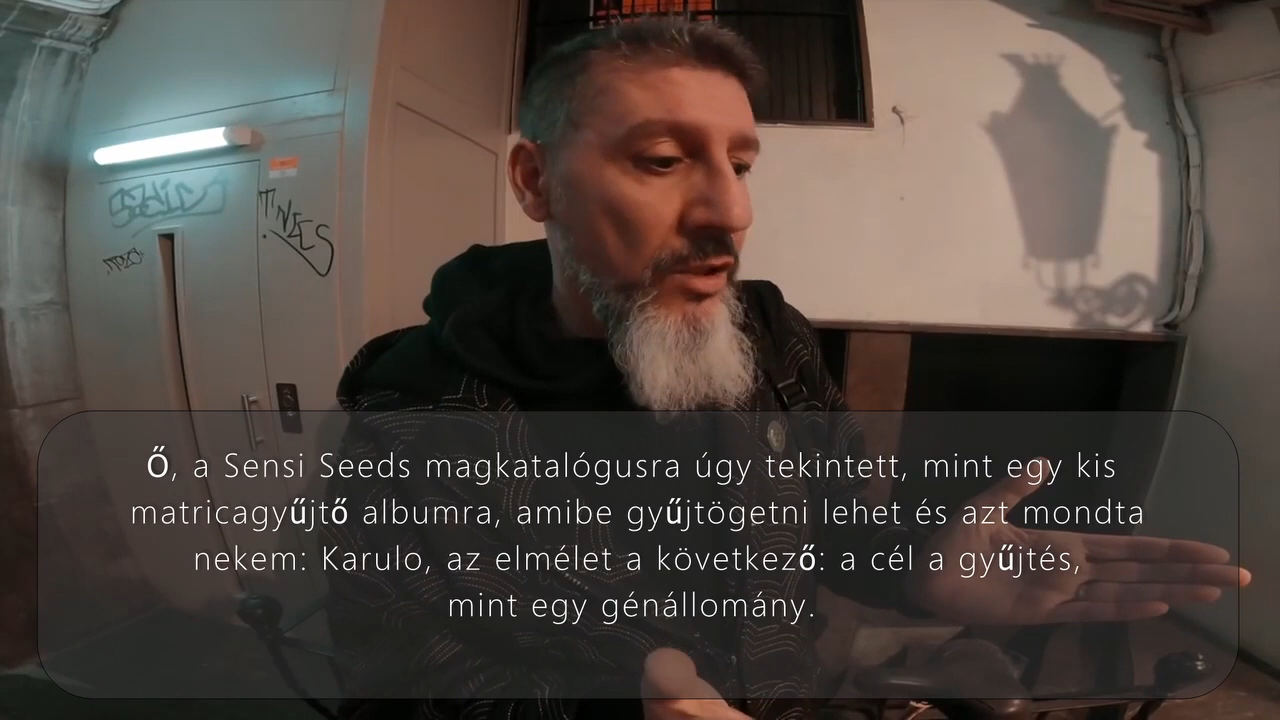 TNEES
Ő, a Sensi Seeds magkatalógusra úgy tekintett, mint egy kis
matricagyűjtő albumra, amibe gyűjtögetni lehet és azt mondta
nekem: Karulo, az elmélet a következő: a cél a gyűjtés,
mint egy génállomány.